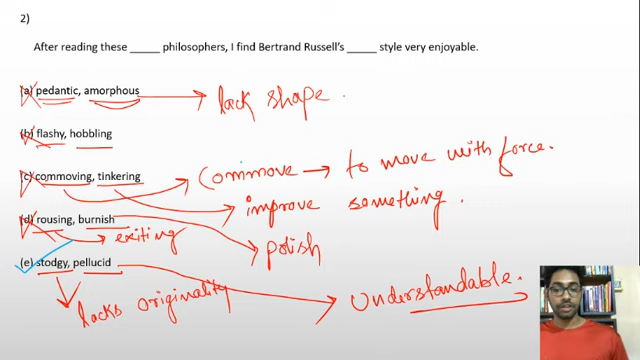 2)
After reading these _____ philosophers, I find Bertrand Russell's _____ style very enjoyable.
(a) pedantic, amorphous
lack shape.
(b) flashy, hobbling
(c) commoving, tinkering
Commove → to move with force.
improve something.
(d) rousing, burnish
exiting
polish
(e) stodgy, pellucid
lacks originality
Understandable.